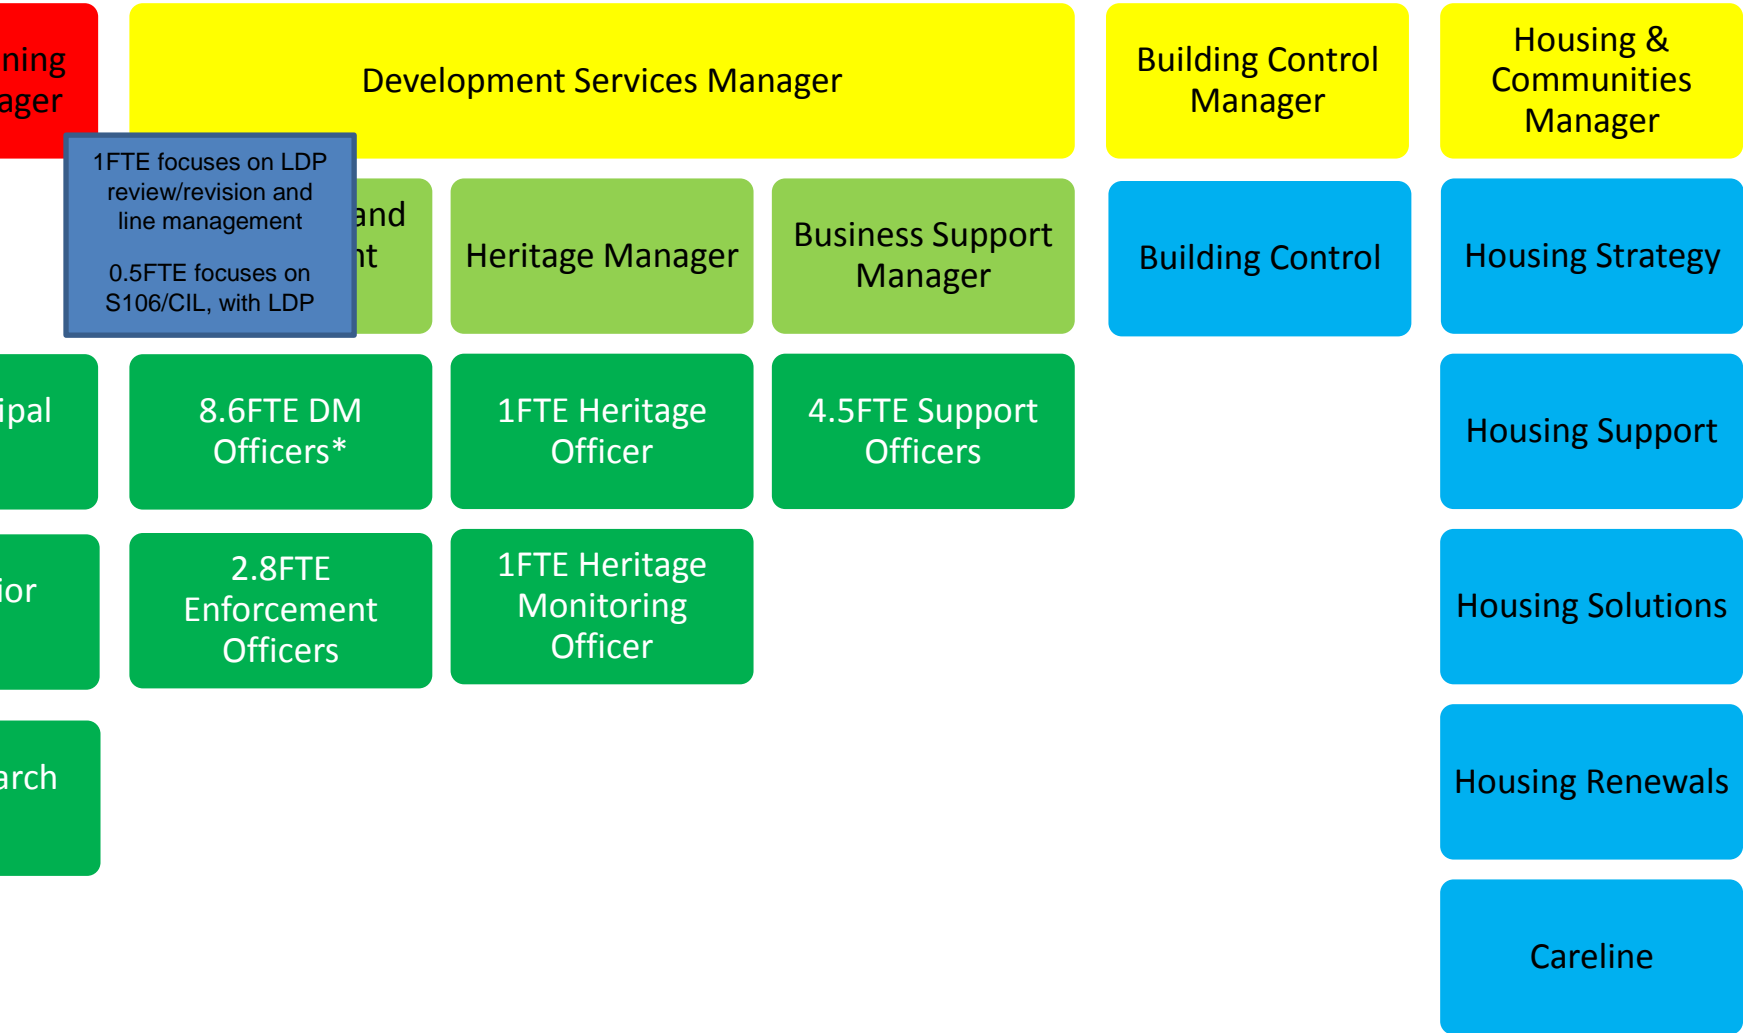 ning
ager
Development Services Manager
Building Control
Manager
Housing &
Communities
Manager
1FTE focuses on LDP
review/revision and
line management
0.5FTE focuses on
S106/CIL, with LDP
and
nt
Heritage Manager
Business Support
Manager
Building Control
Housing Strategy
ipal
8.6FTE DM
Officers*
1FTE Heritage
Officer
4.5FTE Support
Officers
Housing Support
ior
2.8FTE
Enforcement
Officers
1FTE Heritage
Monitoring
Officer
Housing Solutions
arch
Housing Renewals
Careline